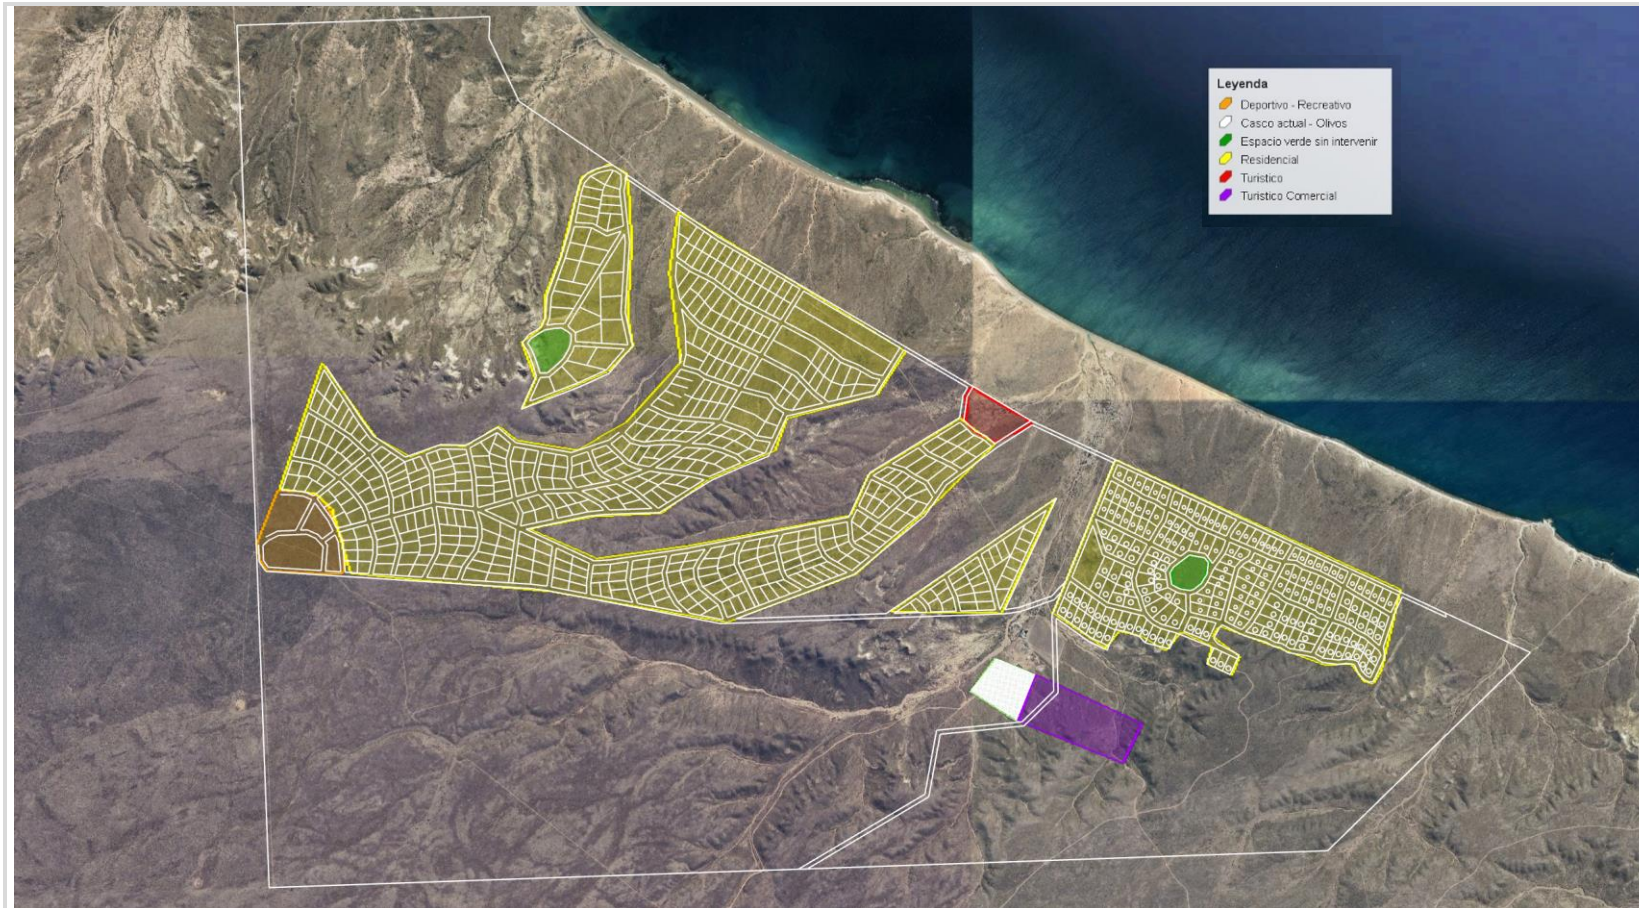 Leyenda
Deportivo - Recreativo
Casco actual - Olivos
Espacio verde sin intervenir
Residencial
Turistico
Turistico Comercial